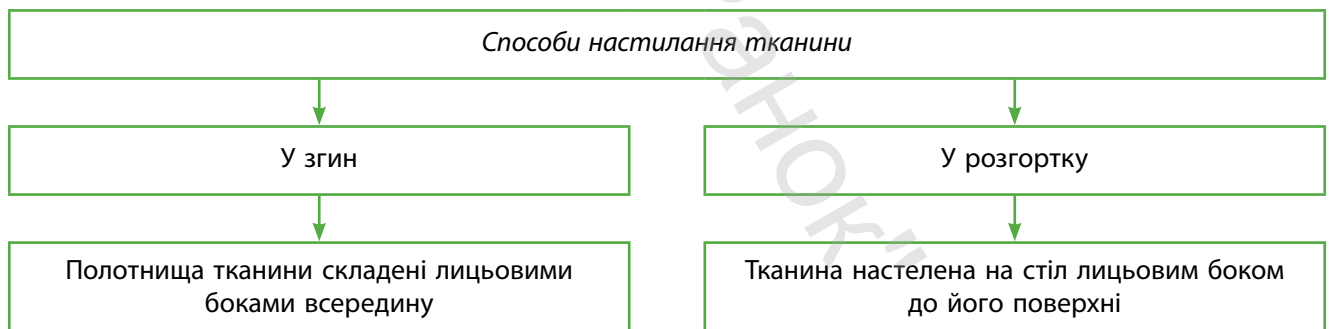 Способи настилання тканини
У згин
У розгортку
Полотнища тканини складені лицьовими
боками всередину
Тканина настелена на стіл лицьовим боком
до його поверхні
анок"